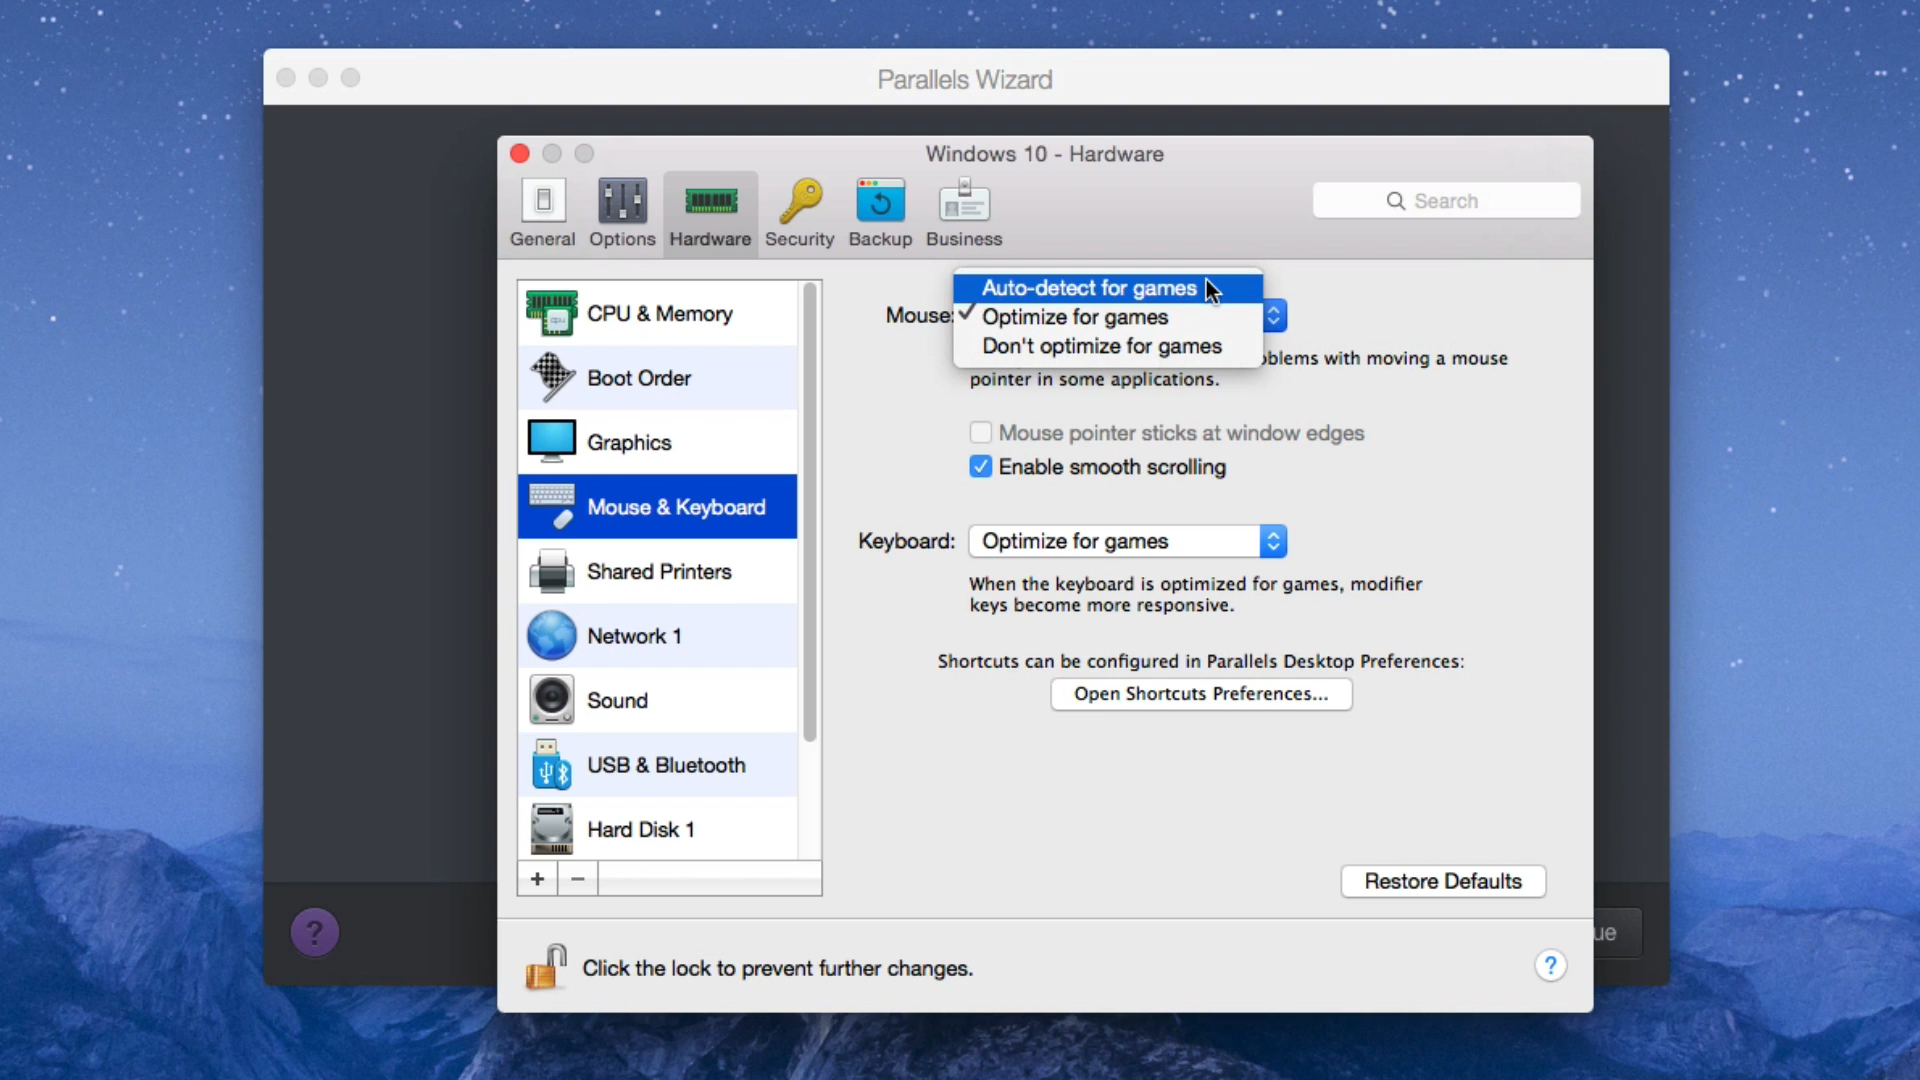 Parallels Wizard
Windows 10 - Hardware
General
Options
Hardware
Security
Backup
Business
Search
CPU & Memory
Boot Order
Graphics
Mouse & Keyboard
Shared Printers
Network 1
Sound
USB & Bluetooth
Hard Disk 1
+
−
Mouse:
Auto-detect for games
✓ Optimize for games
Don't optimize for games
with moving a mouse
pointer in some applications.
Mouse pointer sticks at window edges
Enable smooth scrolling
Keyboard: Optimize for games
When the keyboard is optimized for games, modifier
keys become more responsive.
Shortcuts can be configured in Parallels Desktop Preferences:
Open Shortcuts Preferences...
Restore Defaults
?
Click the lock to prevent further changes.
?